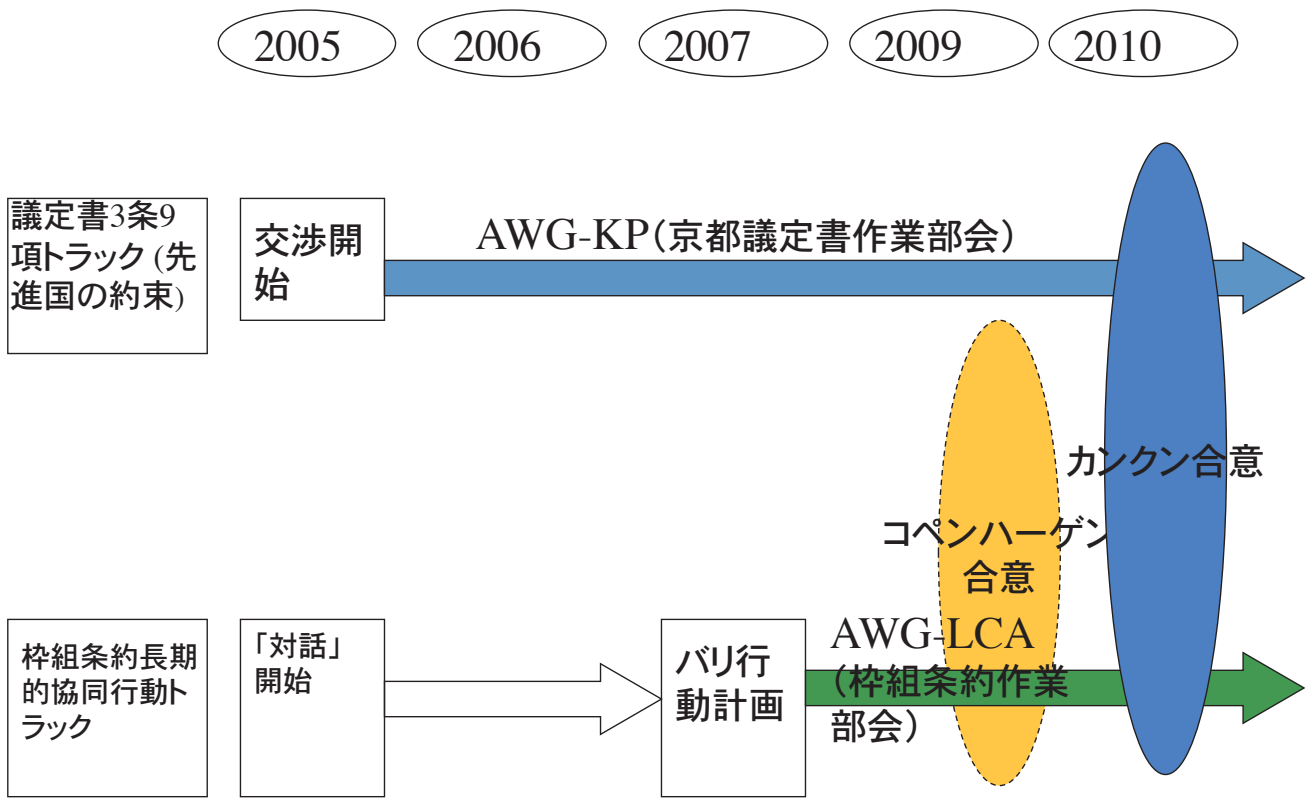 2005
2006
2007
2009
2010
議定書3条9
項トラック (先
進国の約束)
交渉開
始
AWG-KP(京都議定書作業部会)
カンクン合意
コペンハーゲン
合意
枠組条約長期
的協同行動ト
ラック
「対話」
開始
バリ行
動計画
AWG-LCA
(枠組条約作業
部会)